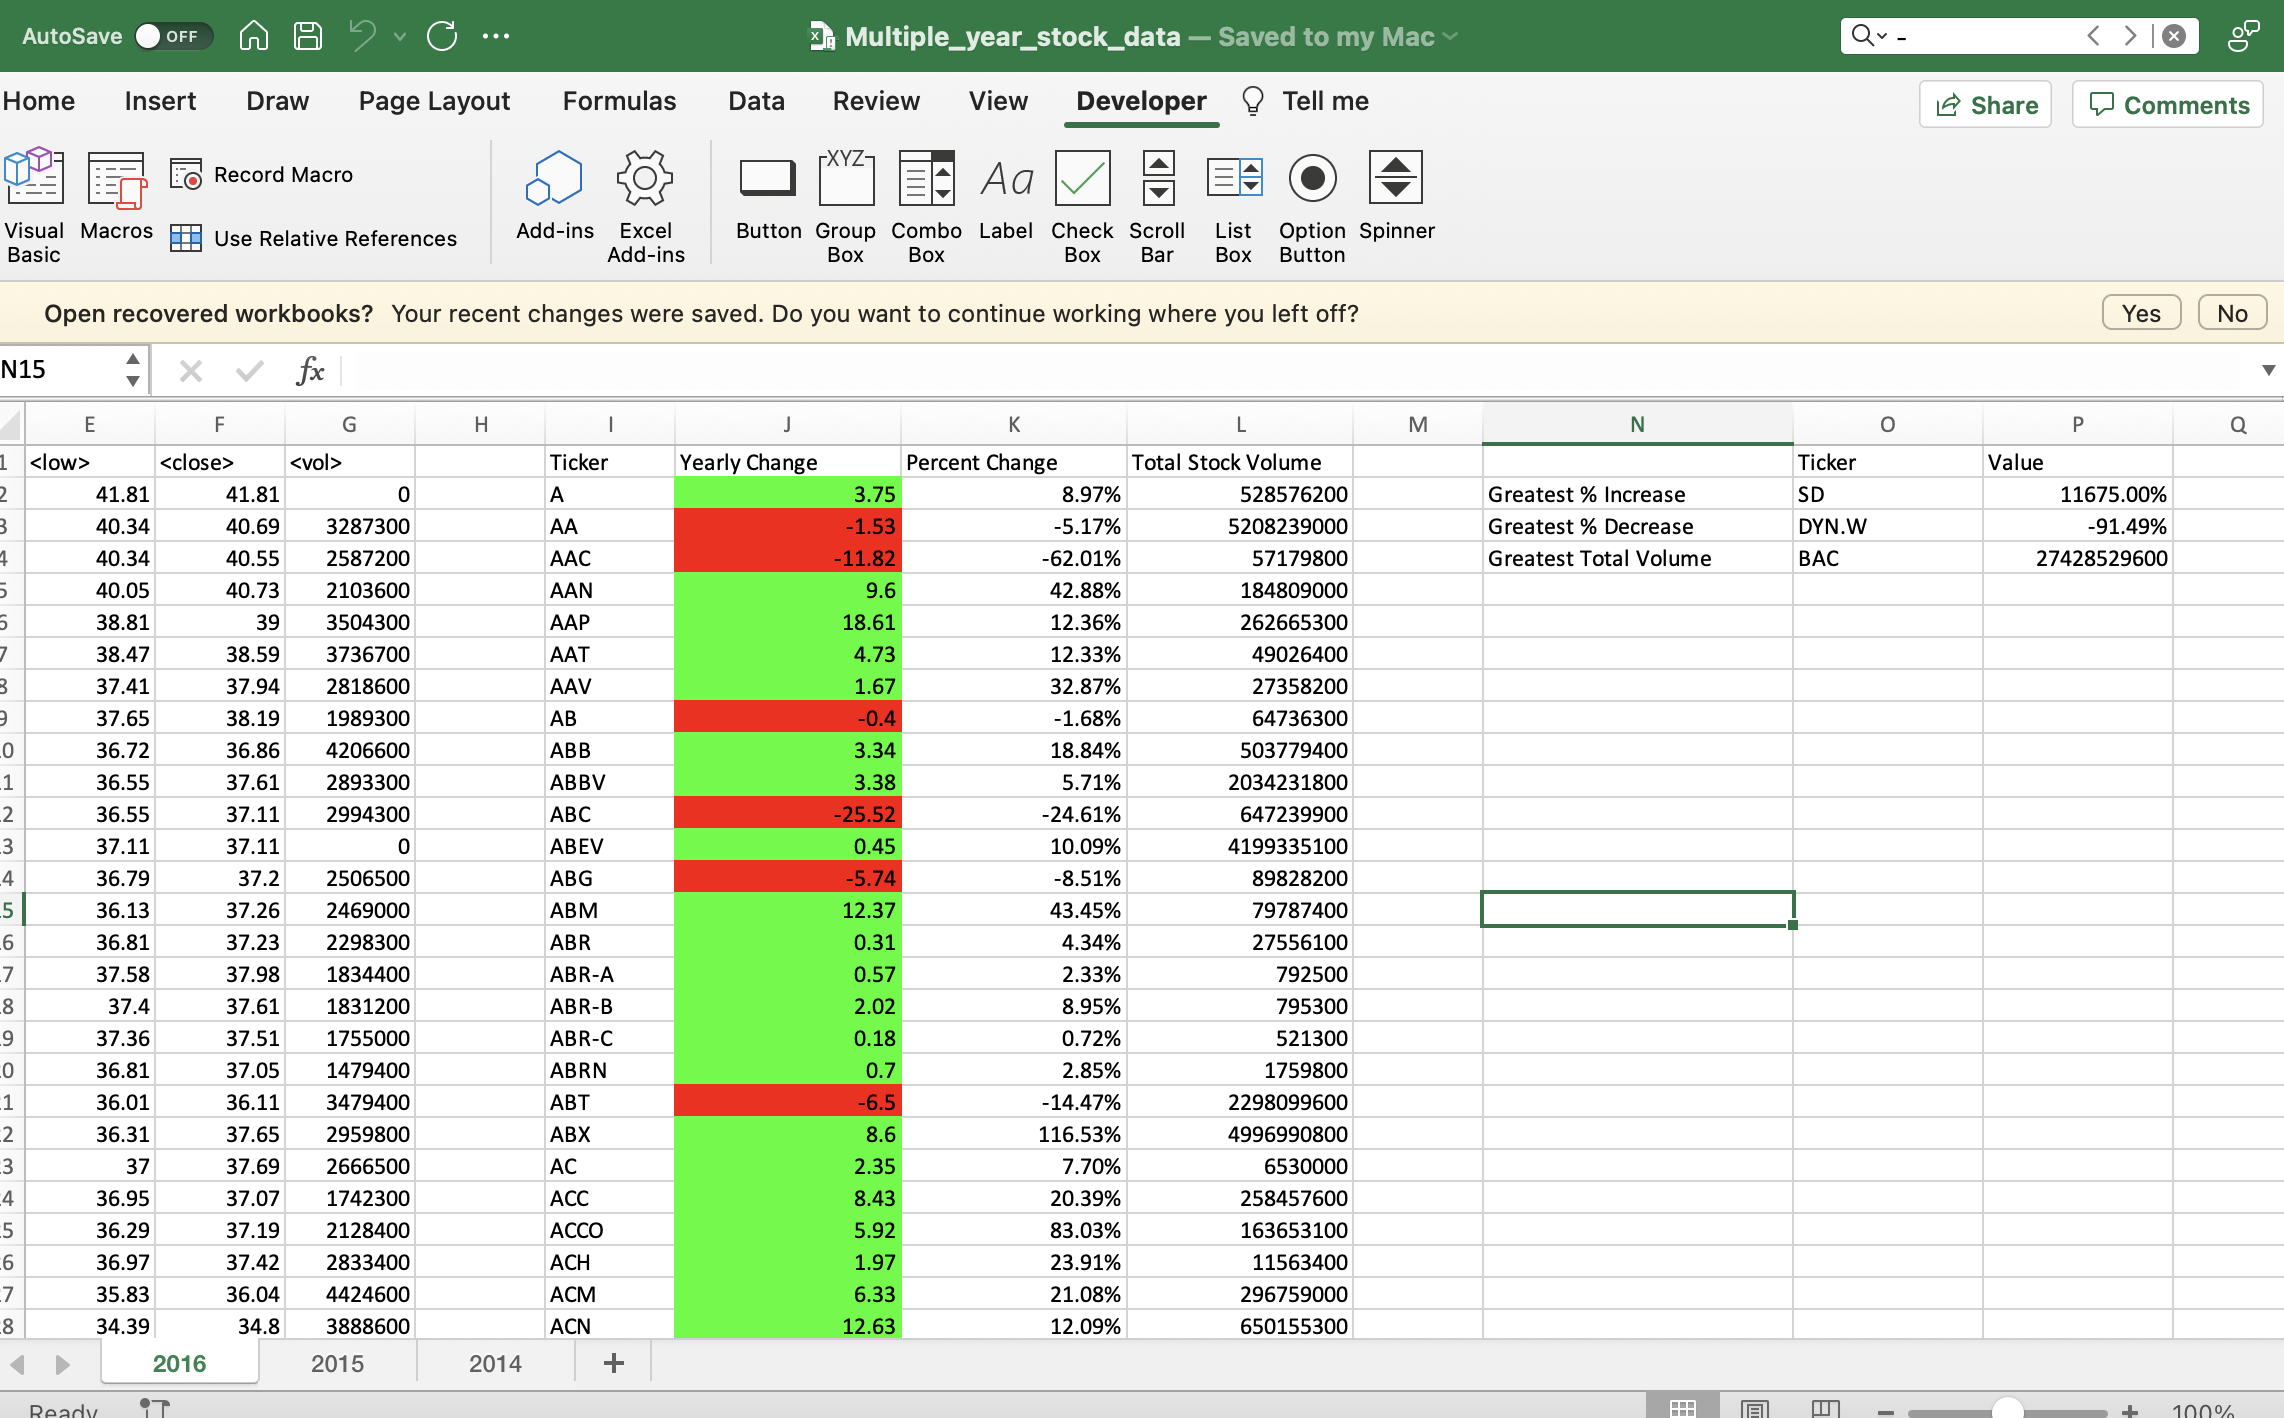 AutoSave OFF Multiple_year_stock_data — Saved to my Mac -
Home Insert Draw Page Layout Formulas Data Review View Developer Tell me Share Comments
Visual Basic Macros Record Macro Use Relative References Add-ins Excel Add-ins Button XYZ Group Box Combo Box Aa Label Check Box Scroll Bar List Box Option Button Spinner
Open recovered workbooks? Your recent changes were saved. Do you want to continue working where you left off? Yes No
N15 fx
E F G H I J K L M N O P Q
1 <low> <close> <vol> Ticker Yearly Change Percent Change Total Stock Volume Ticker Value
2 41.81 41.81 0 A 3.75 8.97% 528576200 Greatest % Increase SD 11675.00%
3 40.34 40.69 3287300 AA -1.53 -5.17% 5208239000 Greatest % Decrease DYN.W -91.49%
4 40.34 40.55 2587200 AAC -11.82 -62.01% 57179800 Greatest Total Volume BAC 27428529600
5 40.05 40.73 2103600 AAN 9.6 42.88% 184809000
6 38.81 39 3504300 AAP 18.61 12.36% 262665300
7 38.47 38.59 3736700 AAT 4.73 12.33% 49026400
8 37.41 37.94 2818600 AAV 1.67 32.87% 27358200
9 37.65 38.19 1989300 AB -0.4 -1.68% 64736300
0 36.72 36.86 4206600 ABB 3.34 18.84% 503779400
1 36.55 37.61 2893300 ABBV 3.38 5.71% 2034231800
2 36.55 37.11 2994300 ABC -25.52 -24.61% 647239900
3 37.11 37.11 0 ABEV 0.45 10.09% 4199335100
4 36.79 37.2 2506500 ABG -5.74 -8.51% 89828200
5 36.13 37.26 2469000 ABM 12.37 43.45% 79787400
6 36.81 37.23 2298300 ABR 0.31 4.34% 27556100
7 37.58 37.98 1834400 ABR-A 0.57 2.33% 792500
8 37.4 37.61 1831200 ABR-B 2.02 8.95% 795300
9 37.36 37.51 1755000 ABR-C 0.18 0.72% 521300
0 36.81 37.05 1479400 ABRN 0.7 2.85% 1759800
1 36.01 36.11 3479400 ABT -6.5 -14.47% 2298099600
2 36.31 37.65 2959800 ABX 8.6 116.53% 4996990800
3 37 37.69 2666500 AC 2.35 7.70% 6530000
4 36.95 37.07 1742300 ACC 8.43 20.39% 258457600
5 36.29 37.19 2128400 ACCO 5.92 83.03% 163653100
6 36.97 37.42 2833400 ACH 1.97 23.91% 11563400
7 35.83 36.04 4424600 ACM 6.33 21.08% 296759000
8 34.39 34.8 3888600 ACN 12.63 12.09% 650155300
2016 2015 2014 +
Ready 100%